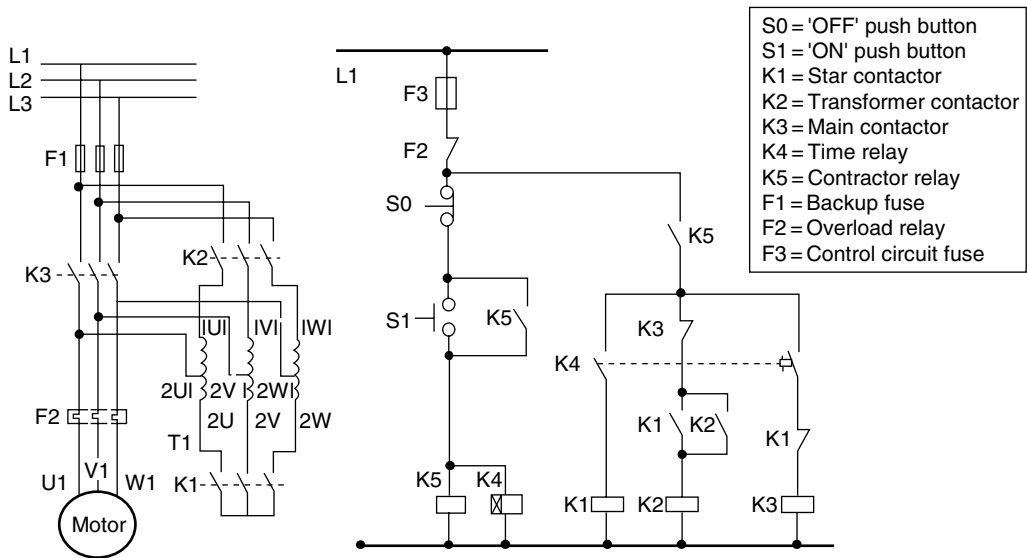 L1
L2
L3
F1
K3
K2
IUI IVI IWI
2UI 2V I 2WI
2U 2V 2W
F2
T1
V1
U1 W1
K1
Motor
L1
F3
F2
S0
S1
K5
K5
K4
K5
K3
K4
K1 K2
K1
K1
K2
K3
S0 = 'OFF' push button
S1 = 'ON' push button
K1 = Star contactor
K2 = Transformer contactor
K3 = Main contactor
K4 = Time relay
K5 = Contractor relay
F1 = Backup fuse
F2 = Overload relay
F3 = Control circuit fuse